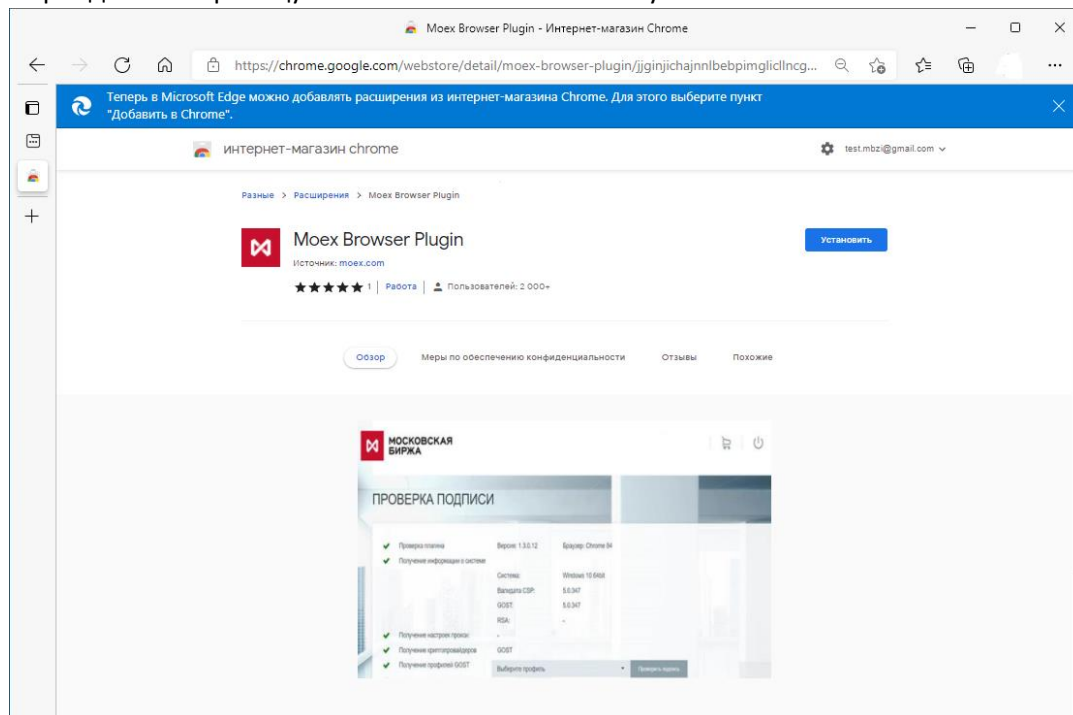 Moex Browser Plugin - Интернет-магазин Chrome
https://chrome.google.com/webstore/detail/moex-browser-plugin/jjginjichajnnlbebpimglicllncg...
Теперь в Microsoft Edge можно добавлять расширения из интернет-магазина Chrome. Для этого выберите пункт
"Добавить в Chrome".
интернет-магазин chrome
test.mbzi@gmail.com
Разные > Расширения > Moex Browser Plugin
Moex Browser Plugin
Установить
Источник: moex.com
1 | Работа | Пользователей: 2 000+
Обзор Меры по обеспечению конфиденциальности Отзывы Похожие
МОСКОВСКАЯ
БИРЖА
ПРОВЕРКА ПОДПИСИ
Проверка плагина Версия: 1.3.0.12 Браузер: Chrome 94
Получение информации о системе
Система: Windows 10 64bit
Валидата CSP: 5.0.347
GOST: 5.0.347
RSA: -
Получение настроек прокси -
Получение криптопровайдеров GOST
Получение профилей GOST Выберите профиль Проверить подпись